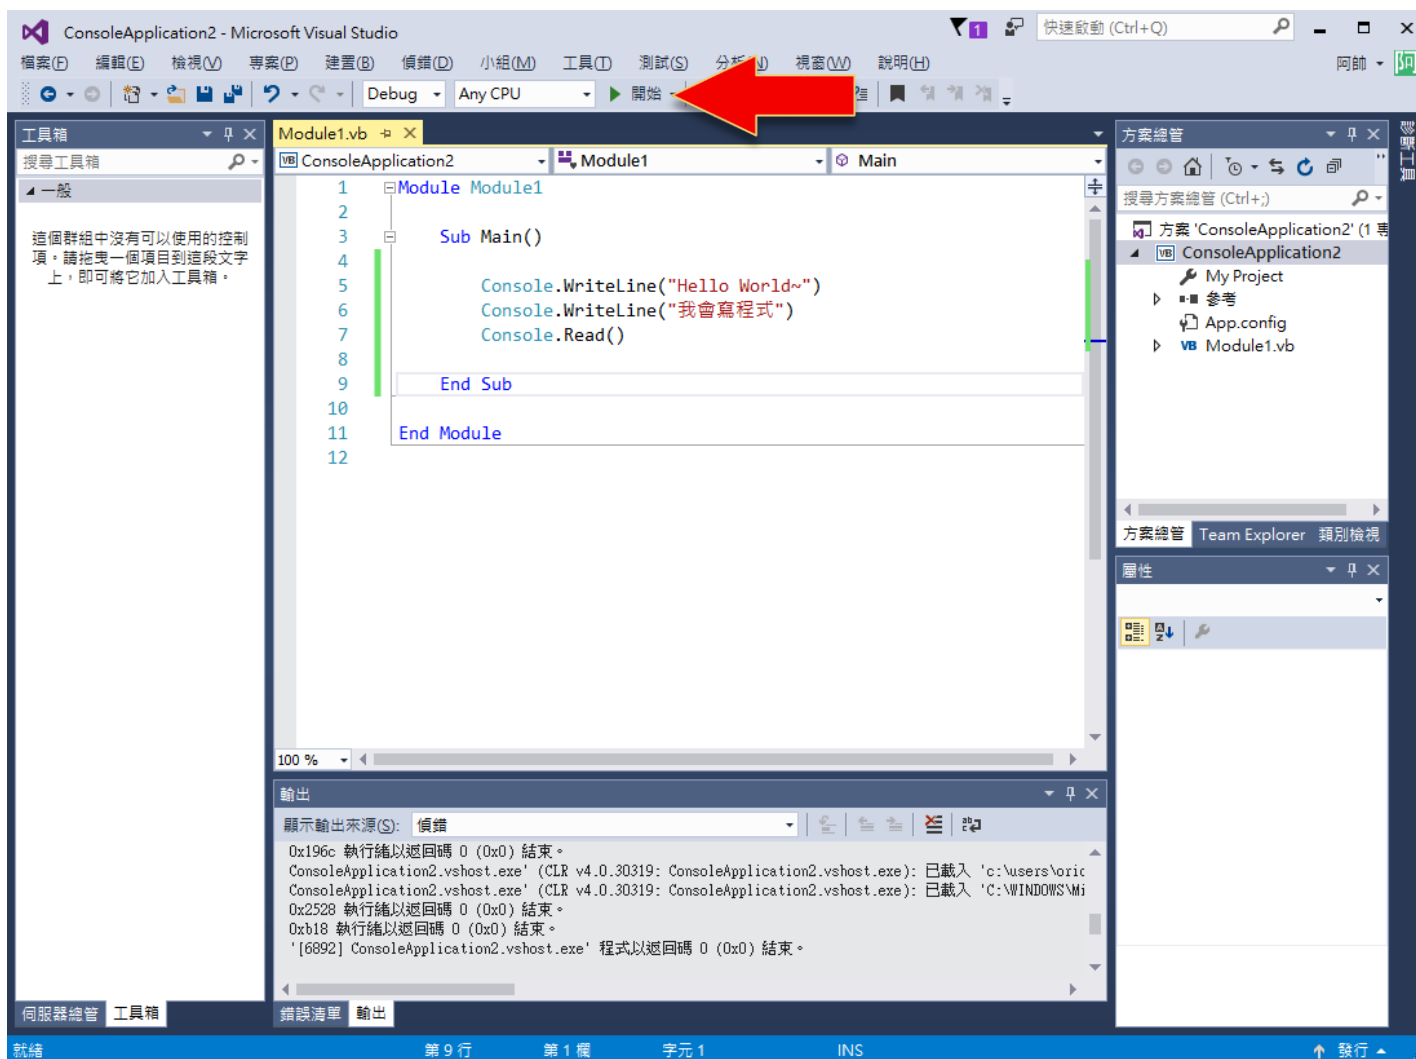 ConsoleApplication2 - Microsoft Visual Studio
1
快速啟動 (Ctrl+Q)
檔案(F) 編輯(E) 檢視(V) 專案(P) 建置(B) 偵錯(D) 小組(M) 工具(T) 測試(S) 分析(N) 視窗(W) 說明(H)
阿帥
阿
Debug Any CPU 開始
工具箱
搜尋工具箱
一般
這個群組中沒有可以使用的控制
項。請拖曳一個項目到這段文字
上，即可將它加入工具箱。
伺服器總管 工具箱
Module1.vb
VB ConsoleApplication2 Module1 Main
1 Module Module1
2
3 Sub Main()
4
5 Console.WriteLine("Hello World~")
6 Console.WriteLine("我會寫程式")
7 Console.Read()
8
9 End Sub
10
11 End Module
12
100 %
輸出
顯示輸出來源(S): 偵錯
0x196c 執行緒以返回碼 0 (0x0) 結束。
ConsoleApplication2.vshost.exe' (CLR v4.0.30319: ConsoleApplication2.vshost.exe): 已載入 'c:\users\oric
ConsoleApplication2.vshost.exe' (CLR v4.0.30319: ConsoleApplication2.vshost.exe): 已載入 'C:\WINDOWS\Mi
0x2528 執行緒以返回碼 0 (0x0) 結束。
0xb18 執行緒以返回碼 0 (0x0) 結束。
'[6892] ConsoleApplication2.vshost.exe' 程式以返回碼 0 (0x0) 結束。
錯誤清單 輸出
方案總管
搜尋方案總管 (Ctrl+;)
方案 'ConsoleApplication2' (1 專
VB ConsoleApplication2
My Project
參考
App.config
VB Module1.vb
方案總管 Team Explorer 類別檢視
屬性
診斷工具
就緒 第 9 行 第 1 欄 字元 1 INS 發行